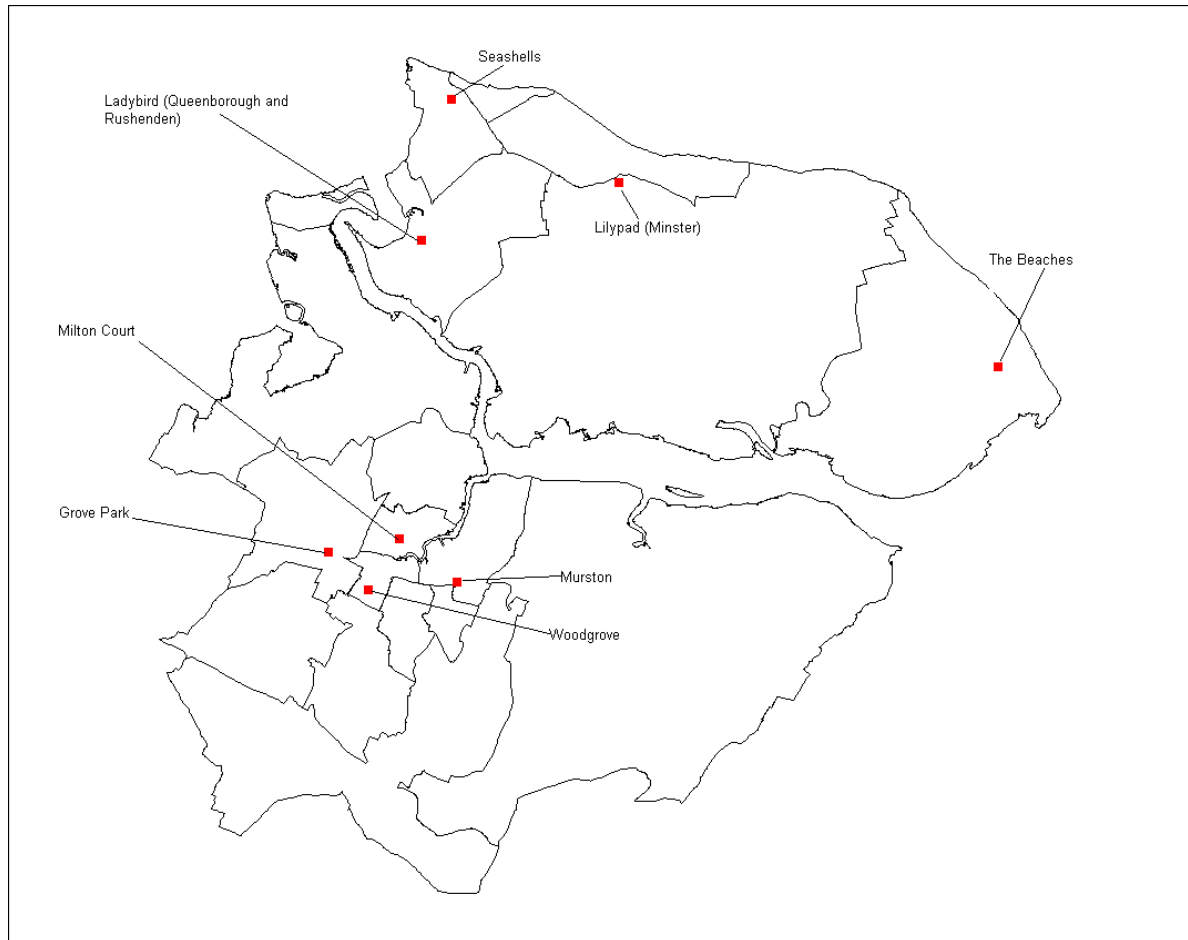 Seashells
Ladybird (Queenborough and
Rushenden)
Lilypad (Minster)
The Beaches
Milton Court
Grove Park
Murston
Woodgrove